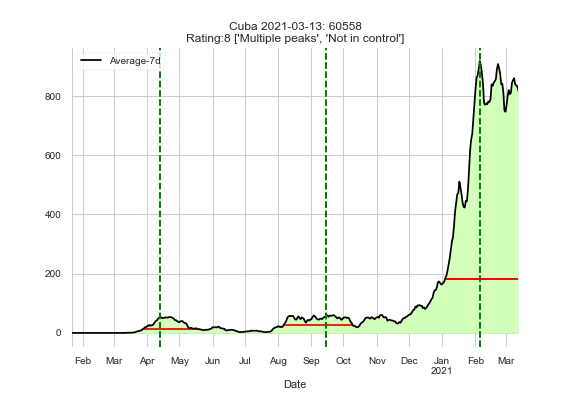 Cuba 2021-03-13: 60558
Rating:8 ['Multiple peaks', 'Not in control']
Average-7d
800
600
400
200
0
Feb Mar Apr May Jun Jul Aug Sep Oct Nov Dec Jan Feb Mar
2021
Date